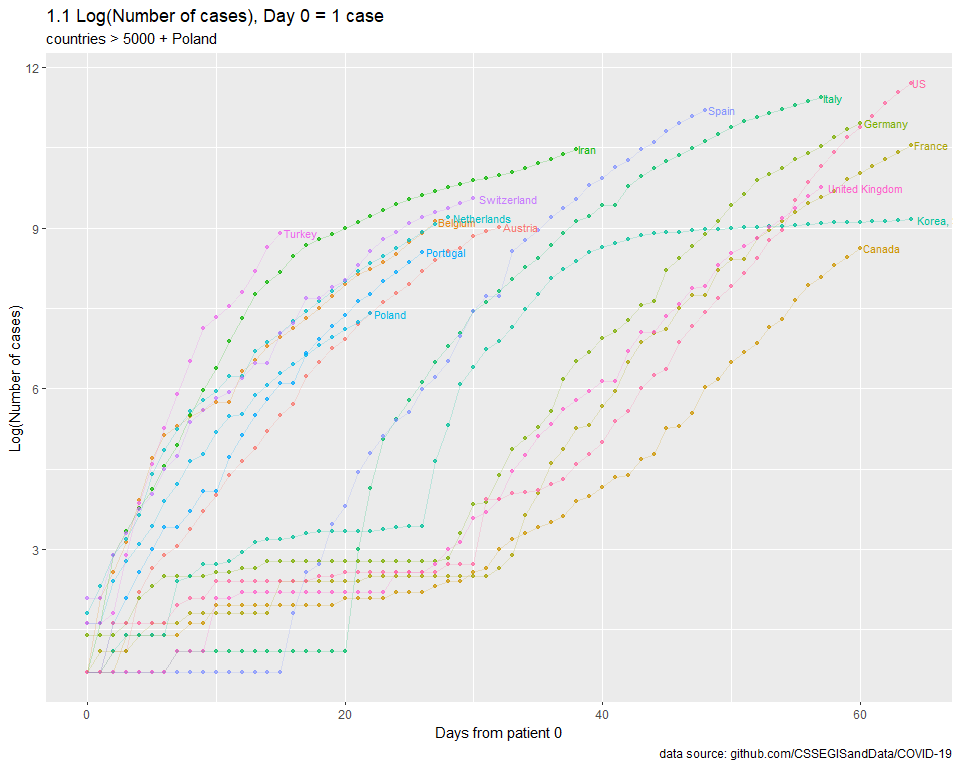 1.1 Log(Number of cases), Day 0 = 1 case
countries > 5000 + Poland
12
9
6
3
Log(Number of cases)
US
Italy
Spain
Germany
Iran
France
United Kingdom
Switzerland
Korea,
Netherlands
Belgium
Austria
Turkey
Canada
Portugal
Poland
0
20
40
60
Days from patient 0
data source: github.com/CSSEGISandData/COVID-19